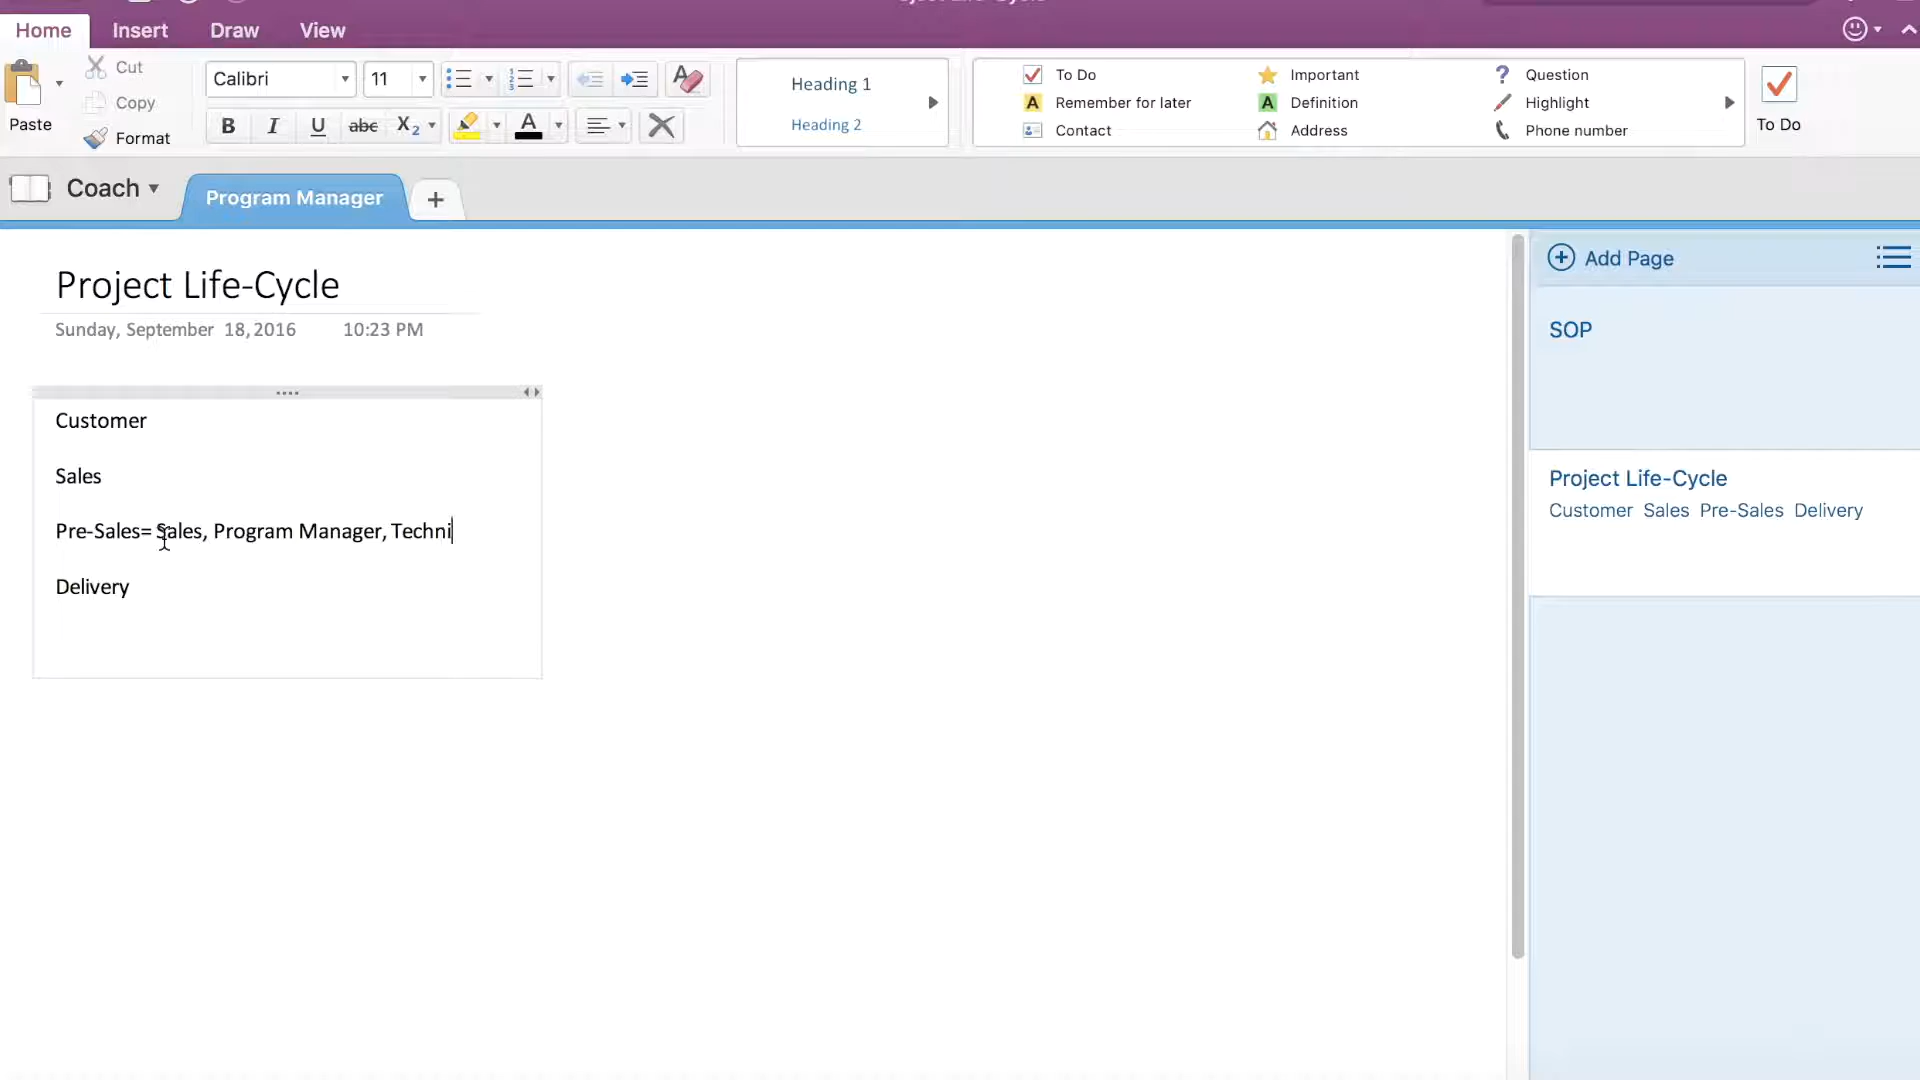 Home Insert Draw View
Paste
Cut
Copy
Format
Calibri 11
B I U abc X2 A
Heading 1
Heading 2
To Do Important Question
Remember for later Definition Highlight
Contact Address Phone number
To Do
Coach Program Manager +
Project Life-Cycle
Sunday, September 18, 2016 10:23 PM
Customer
Sales
Pre-Sales= Sales, Program Manager, Techni
Delivery
Add Page
SOP
Project Life-Cycle
Customer Sales Pre-Sales Delivery